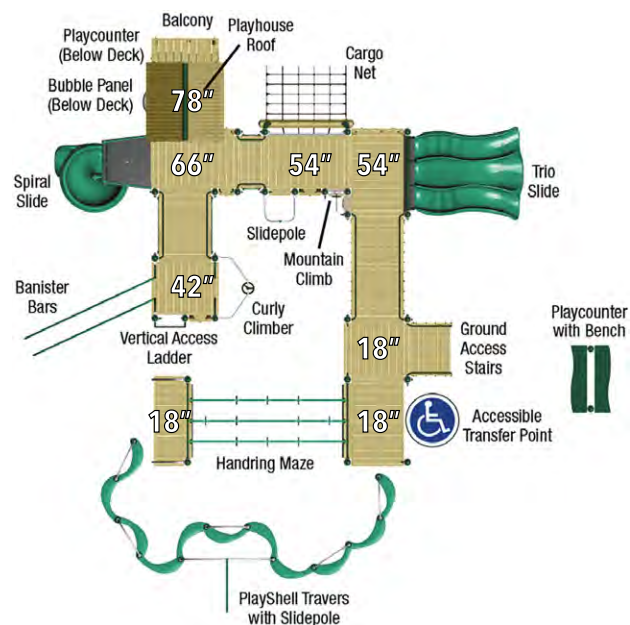 Balcony
Playcounter
(Below Deck)
Playhouse
Roof
Cargo
Net
Bubble Panel
(Below Deck)
78"
66"
54"
54"
Spiral
Slide
Trio
Slide
Slidepole
Mountain
Climb
42"
Banister
Bars
Curly
Climber
Vertical Access
Ladder
18"
Ground
Access
Stairs
Playcounter
with Bench
18"
18"
Accessible
Transfer Point
Handring Maze
PlayShell Travers
with Slidepole